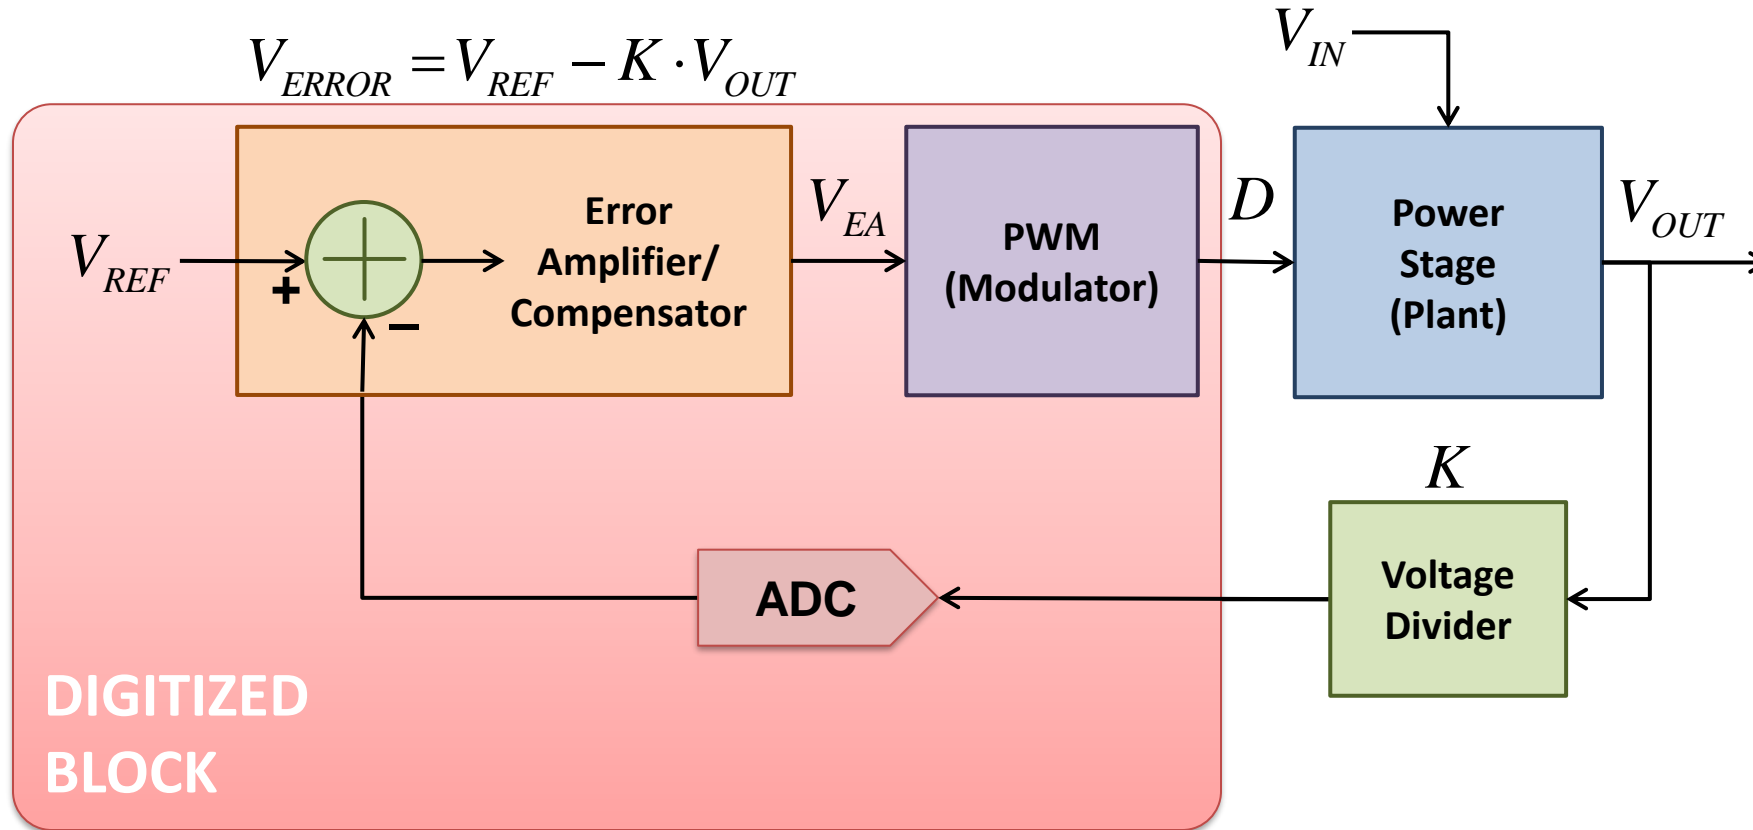 V_IN
V_ERROR = V_REF − K · V_OUT
V_REF
+
−
Error
Amplifier/
Compensator
V_EA
PWM
(Modulator)
D
Power
Stage
(Plant)
V_OUT
K
Voltage
Divider
ADC
DIGITIZED
BLOCK